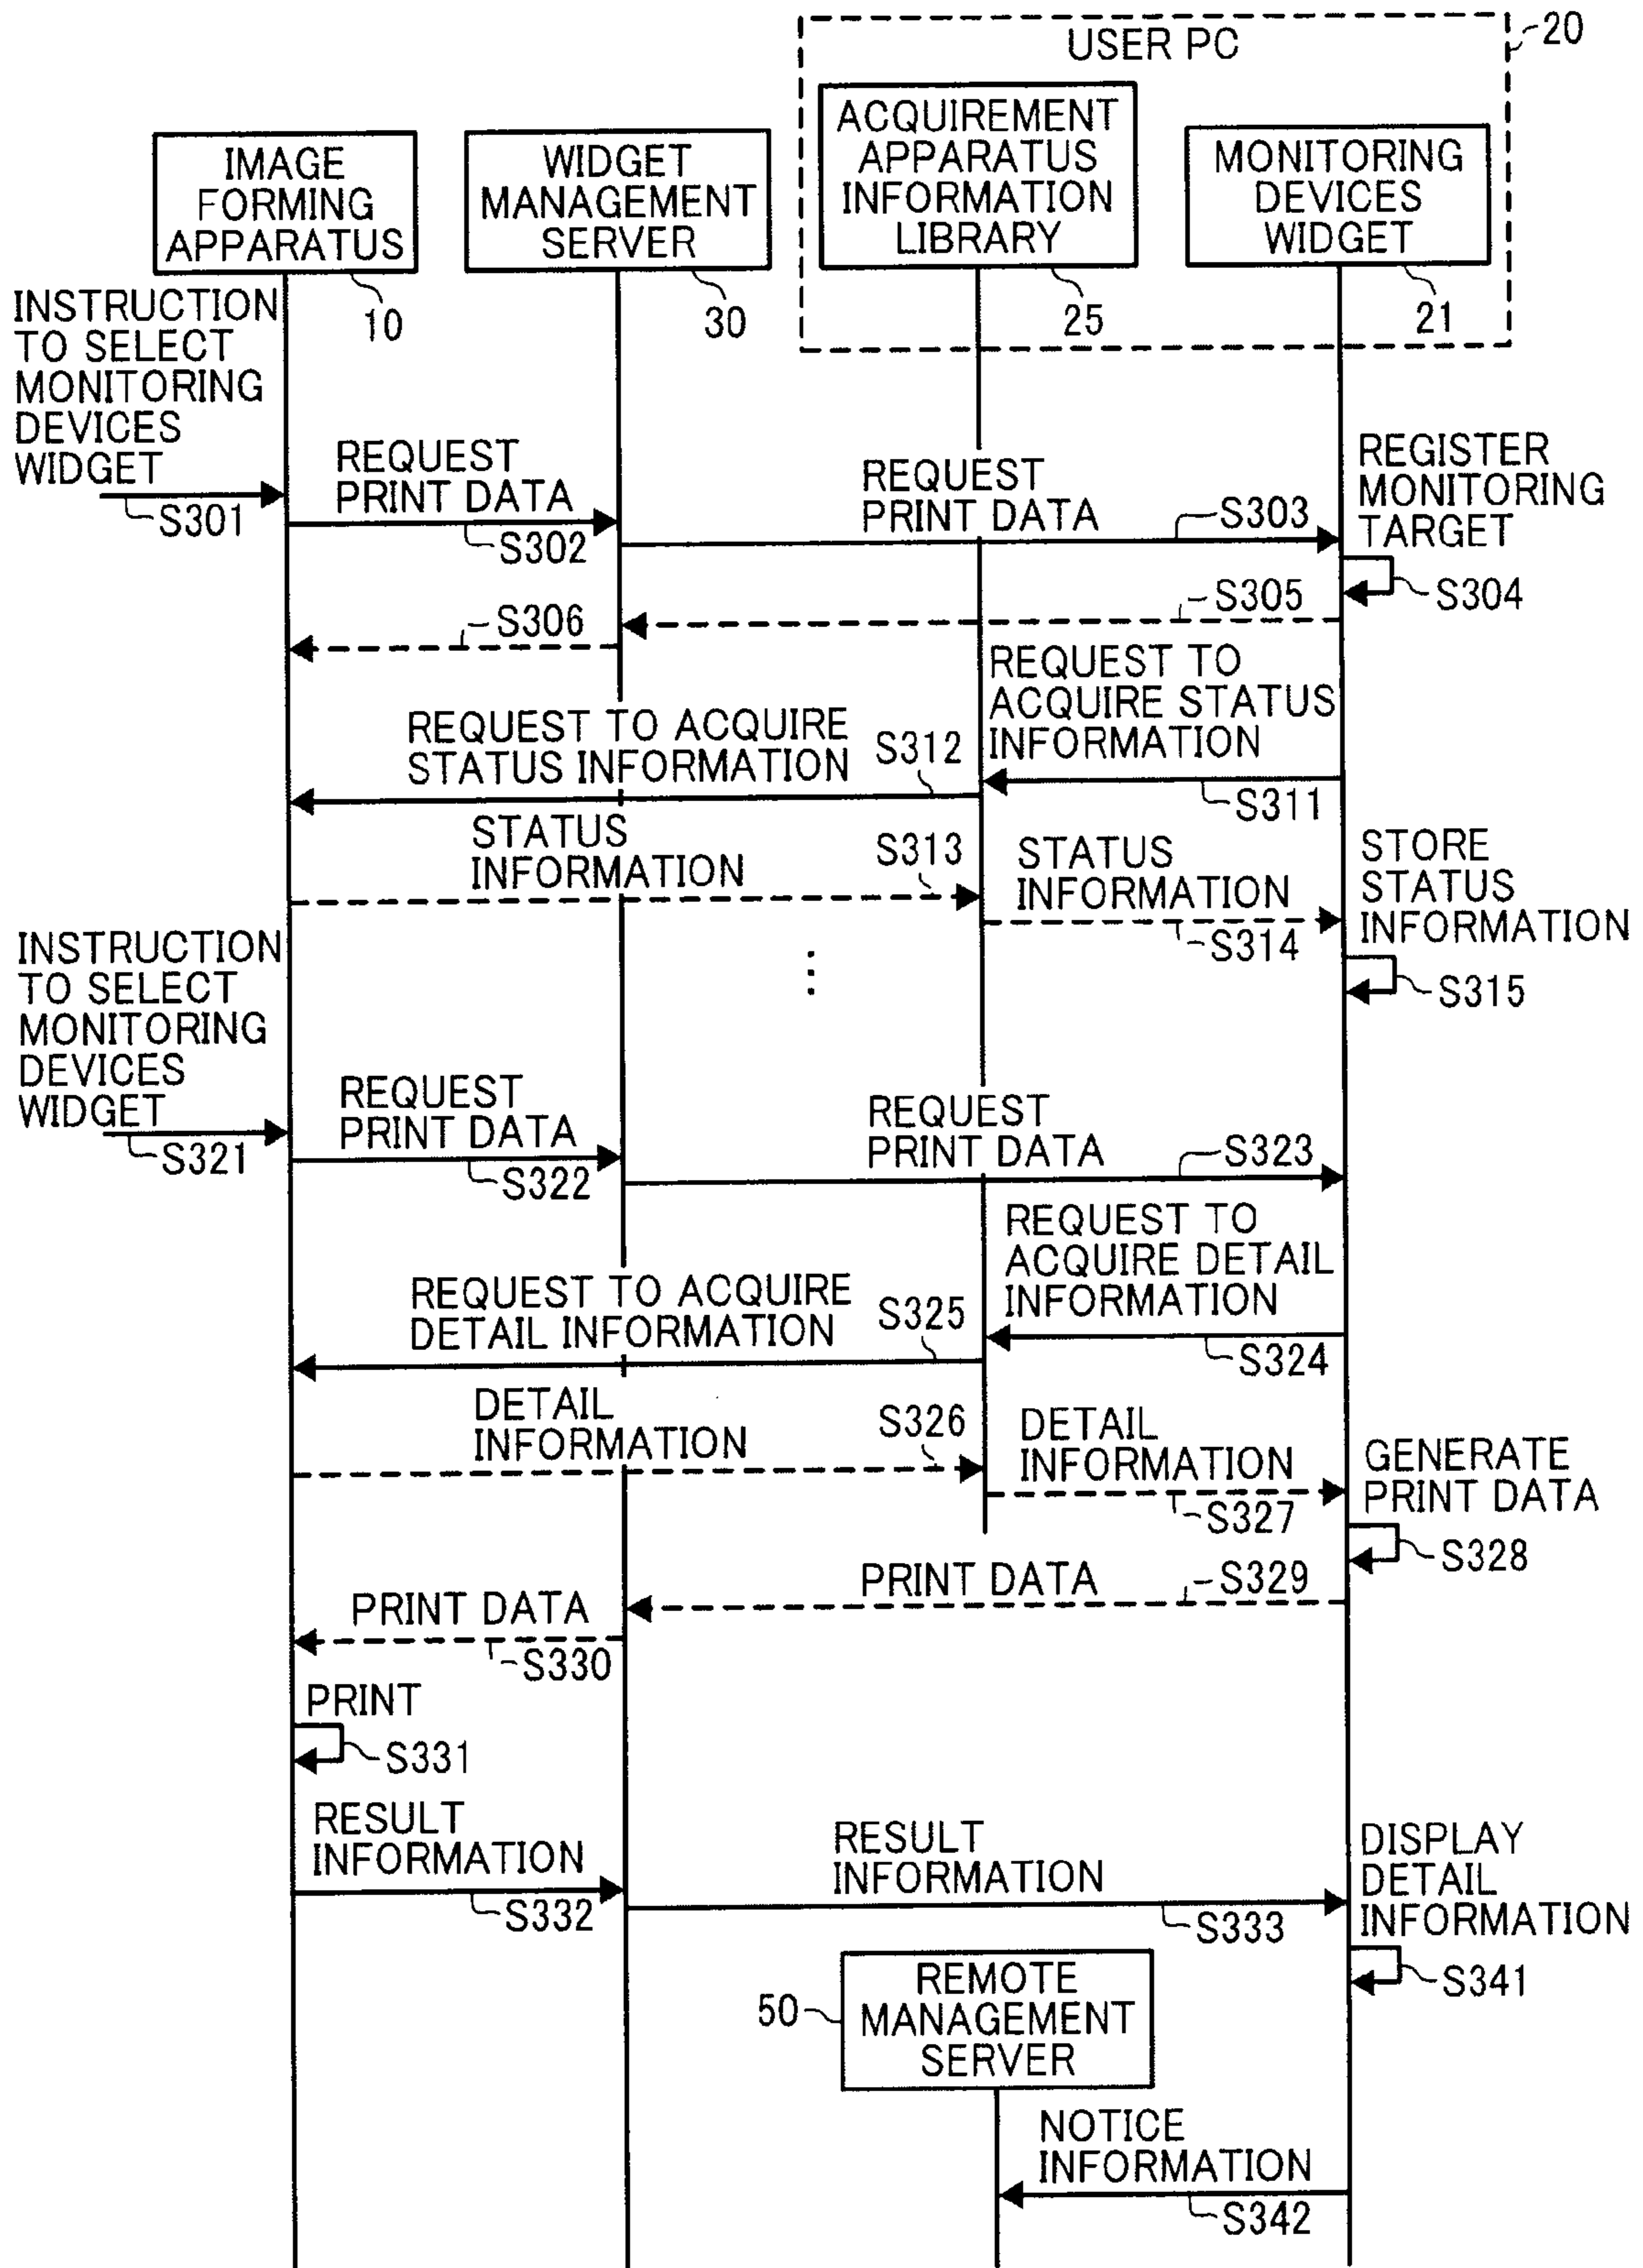 USER PC
20
IMAGE
FORMING
APPARATUS
10
WIDGET
MANAGEMENT
SERVER
30
ACQUIREMENT
APPARATUS
INFORMATION
LIBRARY
25
MONITORING
DEVICES
WIDGET
21
INSTRUCTION
TO SELECT
MONITORING
DEVICES
WIDGET
S301
REQUEST
PRINT DATA
S302
REQUEST
PRINT DATA
S303
REGISTER
MONITORING
TARGET
S304
S305
S306
REQUEST TO
ACQUIRE STATUS
INFORMATION
S311
REQUEST TO ACQUIRE
STATUS INFORMATION
S312
STATUS
INFORMATION
S313
STATUS
INFORMATION
S314
STORE
STATUS
INFORMATION
S315
INSTRUCTION
TO SELECT
MONITORING
DEVICES
WIDGET
S321
REQUEST
PRINT DATA
S322
REQUEST
PRINT DATA
S323
REQUEST TO
ACQUIRE DETAIL
INFORMATION
S324
REQUEST TO ACQUIRE
DETAIL INFORMATION
S325
DETAIL
INFORMATION
S326
DETAIL
INFORMATION
S327
GENERATE
PRINT DATA
S328
PRINT DATA
S329
PRINT DATA
S330
PRINT
S331
RESULT
INFORMATION
S332
RESULT
INFORMATION
S333
DISPLAY
DETAIL
INFORMATION
S341
50
REMOTE
MANAGEMENT
SERVER
NOTICE
INFORMATION
S342